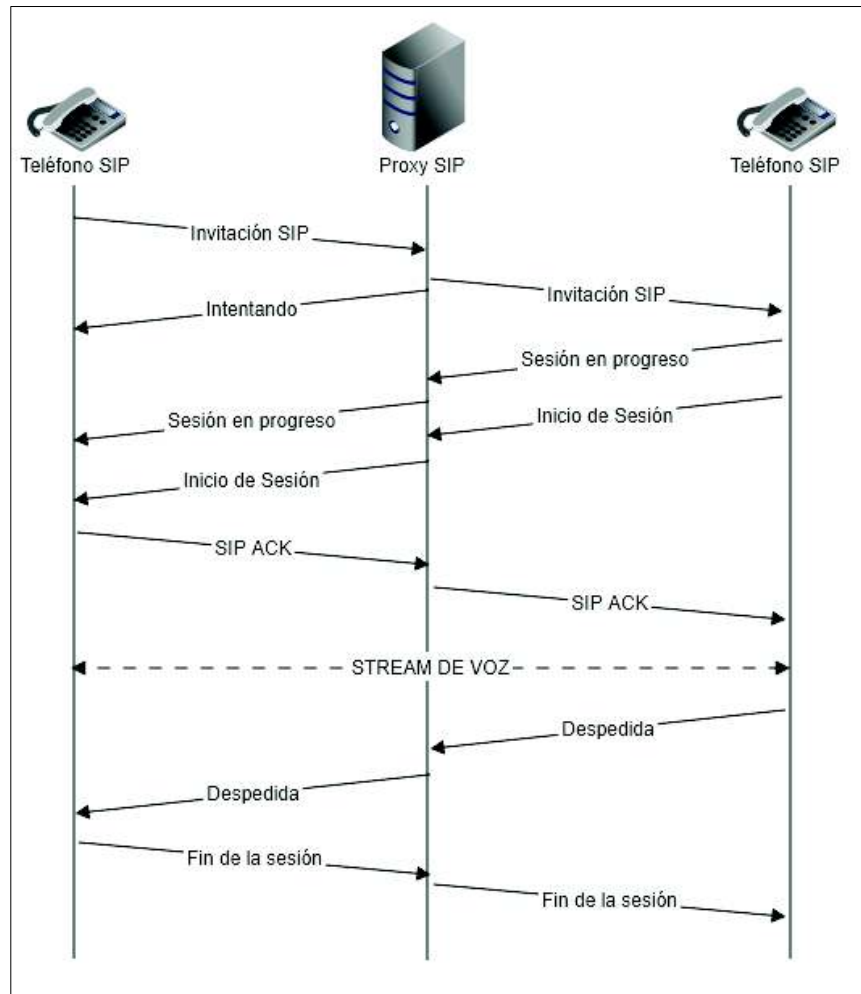 Teléfono SIP
Proxy SIP
Teléfono SIP
Invitación SIP
Invitación SIP
Intentando
Sesión en progreso
Sesión en progreso
Inicio de Sesión
Inicio de Sesión
SIP ACK
SIP ACK
STREAM DE VOZ
Despedida
Despedida
Fin de la sesión
Fin de la sesión